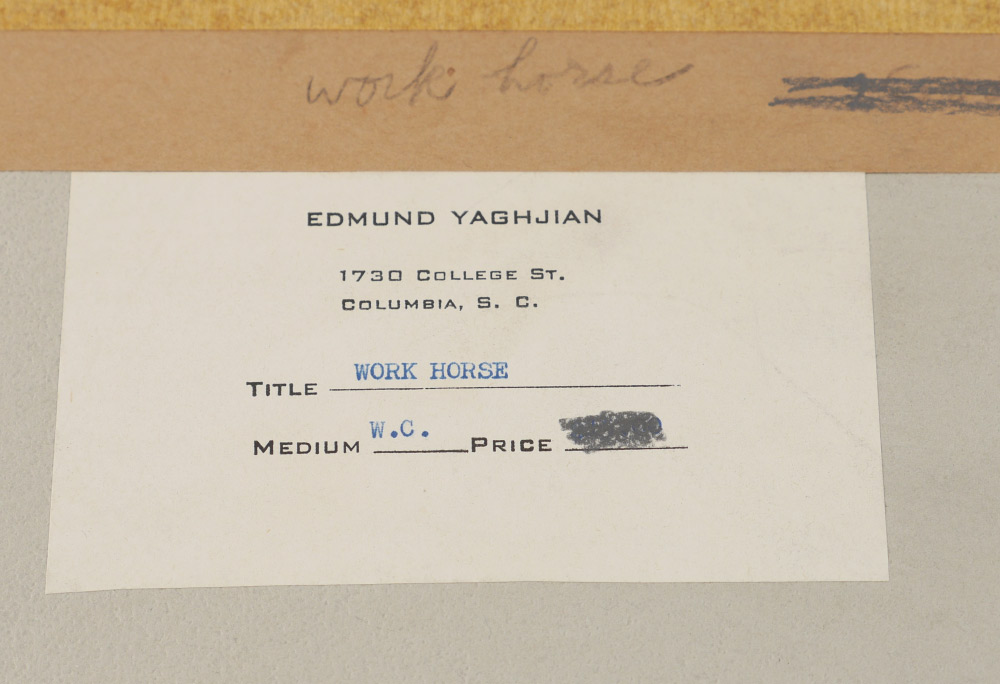 work horse
EDMUND YAGHJIAN
1730 COLLEGE ST.
COLUMBIA, S. C.
TITLE WORK HORSE
MEDIUM W.C. PRICE